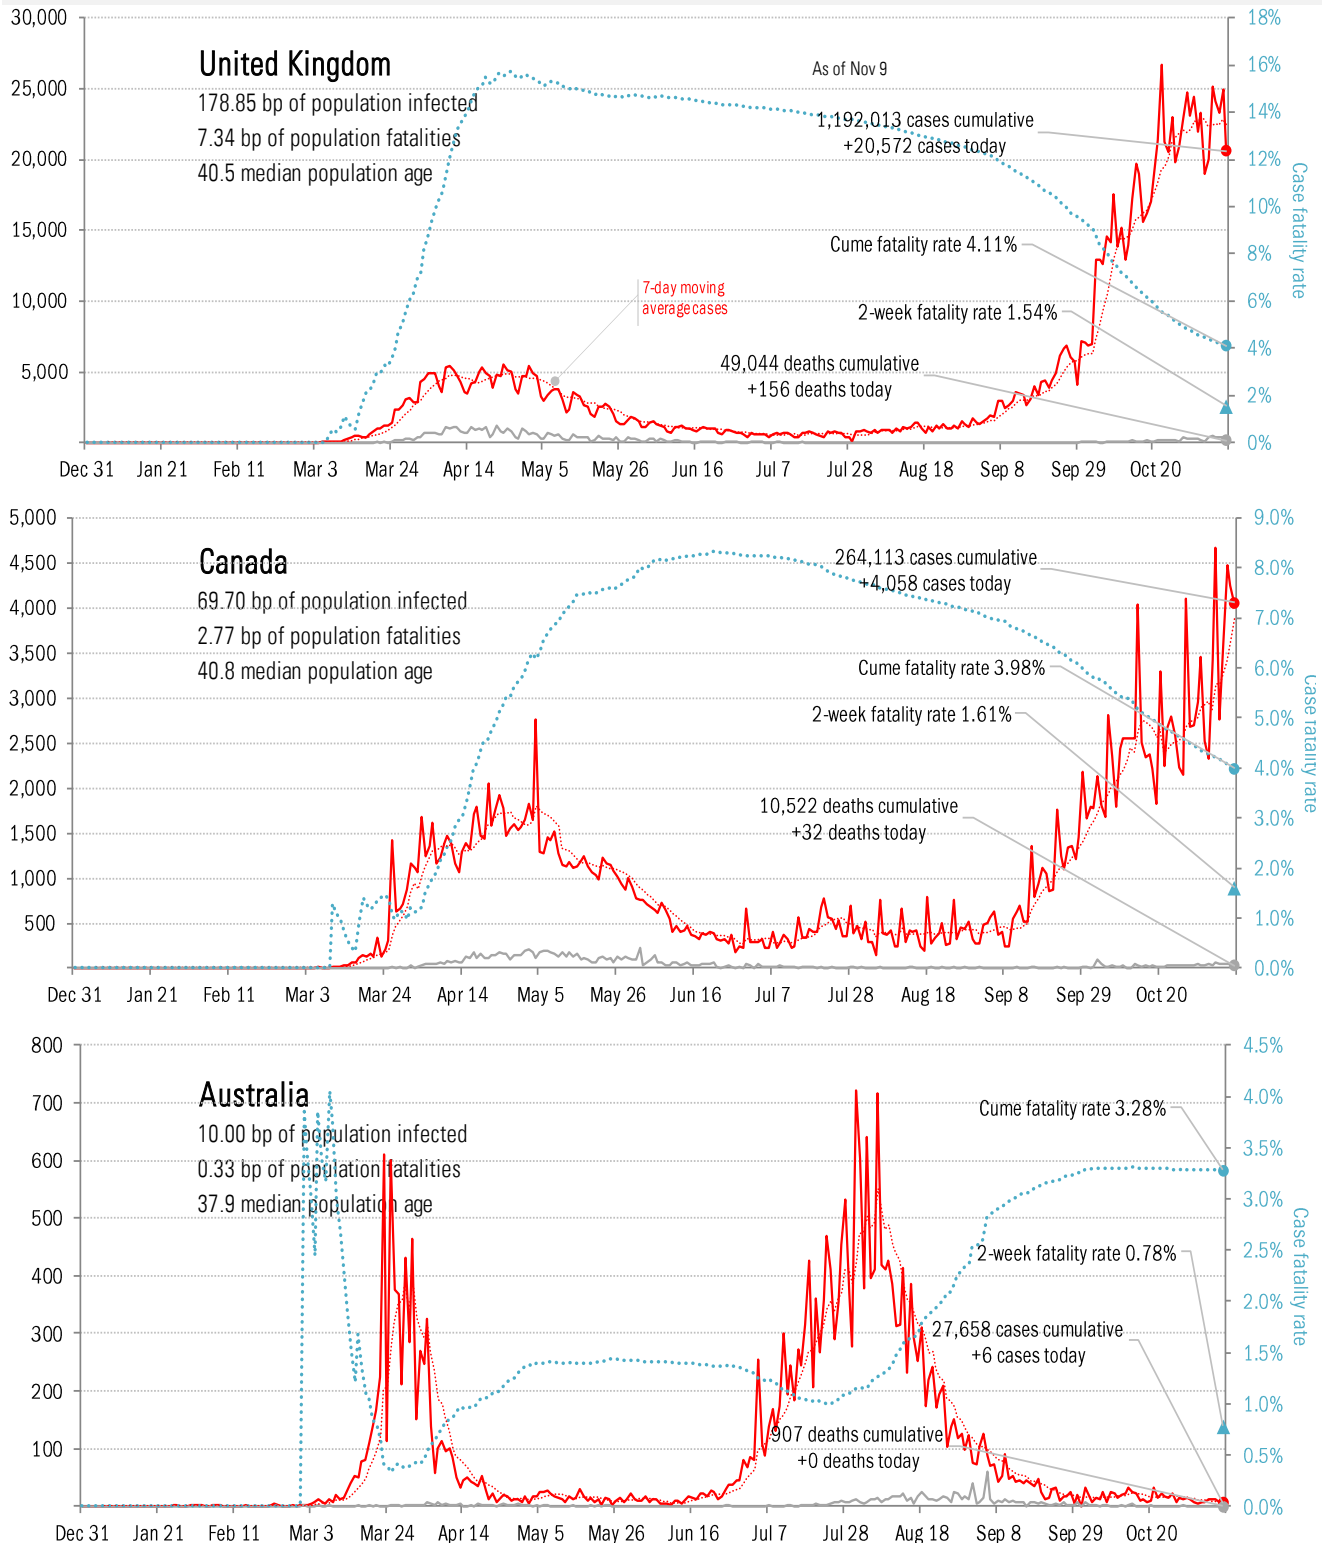 30,000
18%
United Kingdom
As of Nov 9
16%
25,000
178.85 bp of population infected
14%
1,192,013 cases cumulative
7.34 bp of population fatalities
+20,572 cases today
20,000
12%
40.5 median population age
Case fatality rate
10%
15,000
Cume fatality rate 4.11%
8%
7-day moving
average cases
10,000
6%
2-week fatality rate 1.54%
4%
49,044 deaths cumulative
5,000
+156 deaths today
2%
0%
Dec 31 Jan 21 Feb 11 Mar 3 Mar 24 Apr 14 May 5 May 26 Jun 16 Jul 7 Jul 28 Aug 18 Sep 8 Sep 29 Oct 20
5,000
9.0%
Canada
264,113 cases cumulative
4,500
8.0%
+4,058 cases today
69.70 bp of population infected
4,000
7.0%
2.77 bp of population fatalities
3,500
40.8 median population age
Cume fatality rate 3.98%
6.0%
Case fatality rate
3,000
2-week fatality rate 1.61%
5.0%
2,500
4.0%
2,000
10,522 deaths cumulative
3.0%
+32 deaths today
1,500
2.0%
1,000
1.0%
500
0.0%
Dec 31 Jan 21 Feb 11 Mar 3 Mar 24 Apr 14 May 5 May 26 Jun 16 Jul 7 Jul 28 Aug 18 Sep 8 Sep 29 Oct 20
800
4.5%
Australia
4.0%
700
Cume fatality rate 3.28%
10.00 bp of population infected
600
3.5%
0.33 bp of population fatalities
37.9 median population age
3.0%
500
Case fatality rate
2-week fatality rate 0.78%
2.5%
400
2.0%
27,658 cases cumulative
300
+6 cases today
1.5%
200
1.0%
907 deaths cumulative
100
+0 deaths today
0.5%
0.0%
Dec 31 Jan 21 Feb 11 Mar 3 Mar 24 Apr 14 May 5 May 26 Jun 16 Jul 7 Jul 28 Aug 18 Sep 8 Sep 29 Oct 20